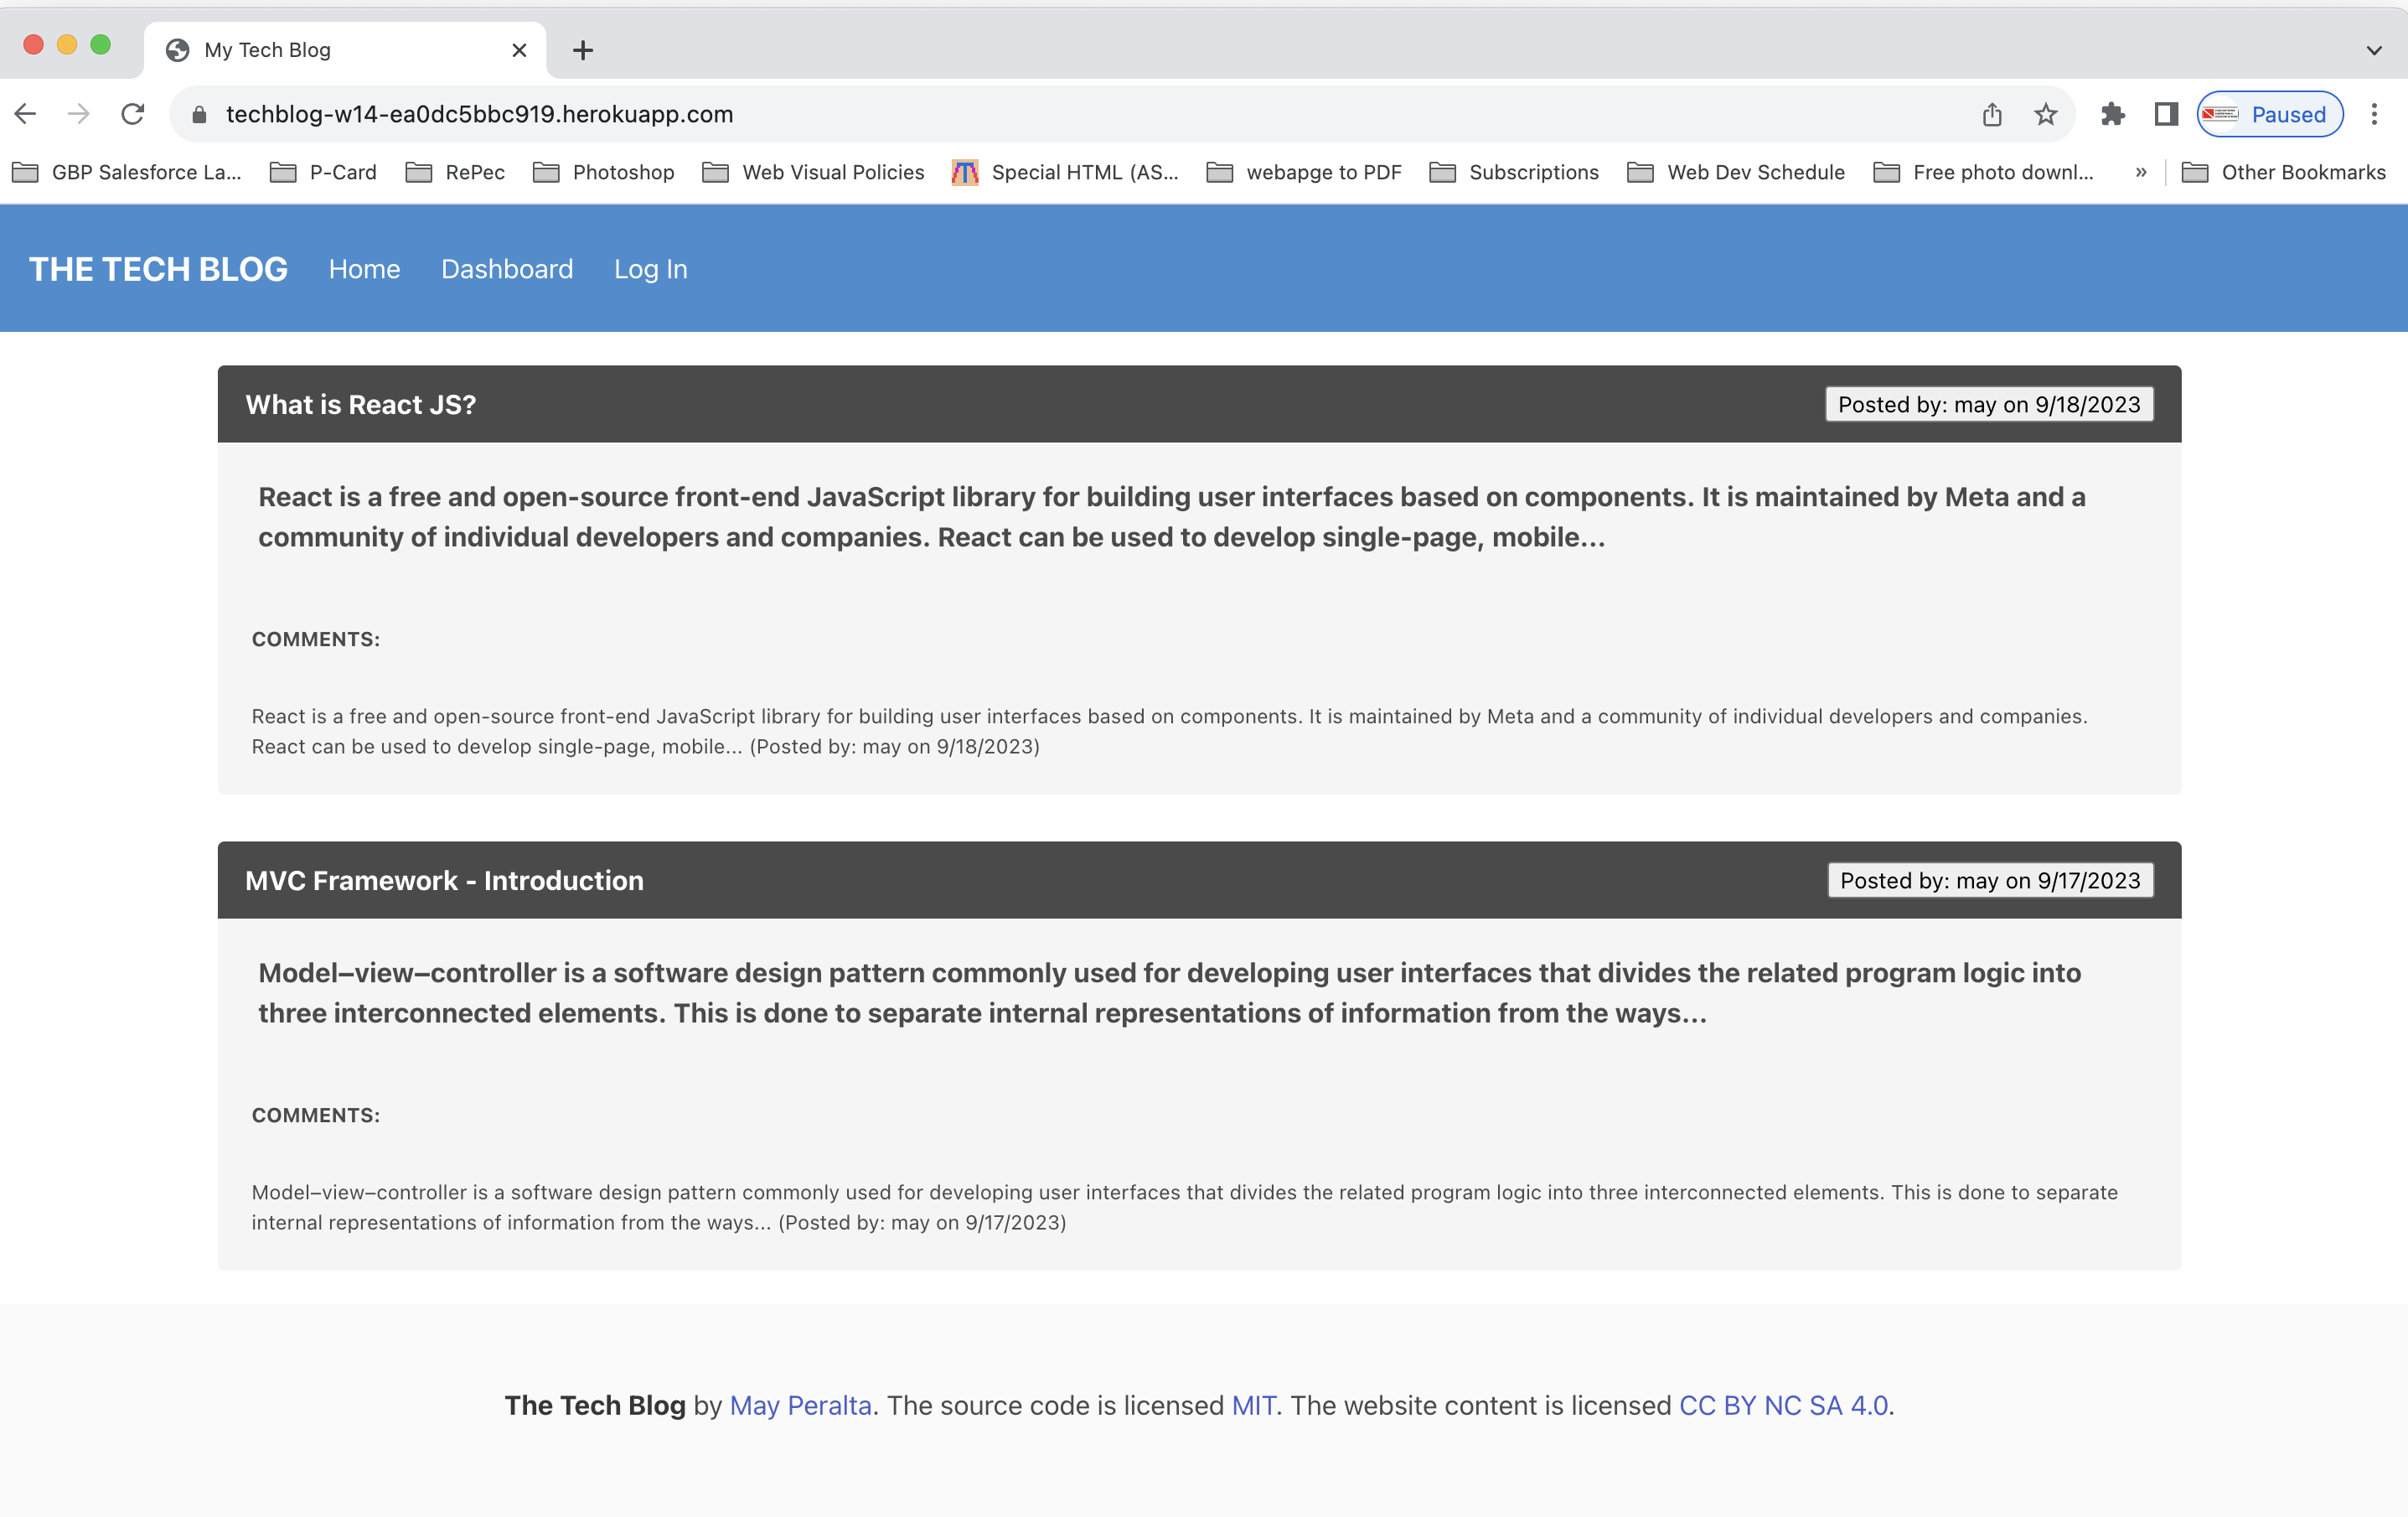 My Tech Blog
techblog-w14-ea0dc5bbc919.herokuapp.com
Paused
GBP Salesforce La... P-Card RePec Photoshop Web Visual Policies Special HTML (AS... webapge to PDF Subscriptions Web Dev Schedule Free photo downl... » Other Bookmarks
THE TECH BLOG Home Dashboard Log In
What is React JS? Posted by: may on 9/18/2023
React is a free and open-source front-end JavaScript library for building user interfaces based on components. It is maintained by Meta and a
community of individual developers and companies. React can be used to develop single-page, mobile...
COMMENTS:
React is a free and open-source front-end JavaScript library for building user interfaces based on components. It is maintained by Meta and a community of individual developers and companies.
React can be used to develop single-page, mobile... (Posted by: may on 9/18/2023)
MVC Framework - Introduction Posted by: may on 9/17/2023
Model–view–controller is a software design pattern commonly used for developing user interfaces that divides the related program logic into
three interconnected elements. This is done to separate internal representations of information from the ways...
COMMENTS:
Model–view–controller is a software design pattern commonly used for developing user interfaces that divides the related program logic into three interconnected elements. This is done to separate
internal representations of information from the ways... (Posted by: may on 9/17/2023)
The Tech Blog by May Peralta. The source code is licensed MIT. The website content is licensed CC BY NC SA 4.0.